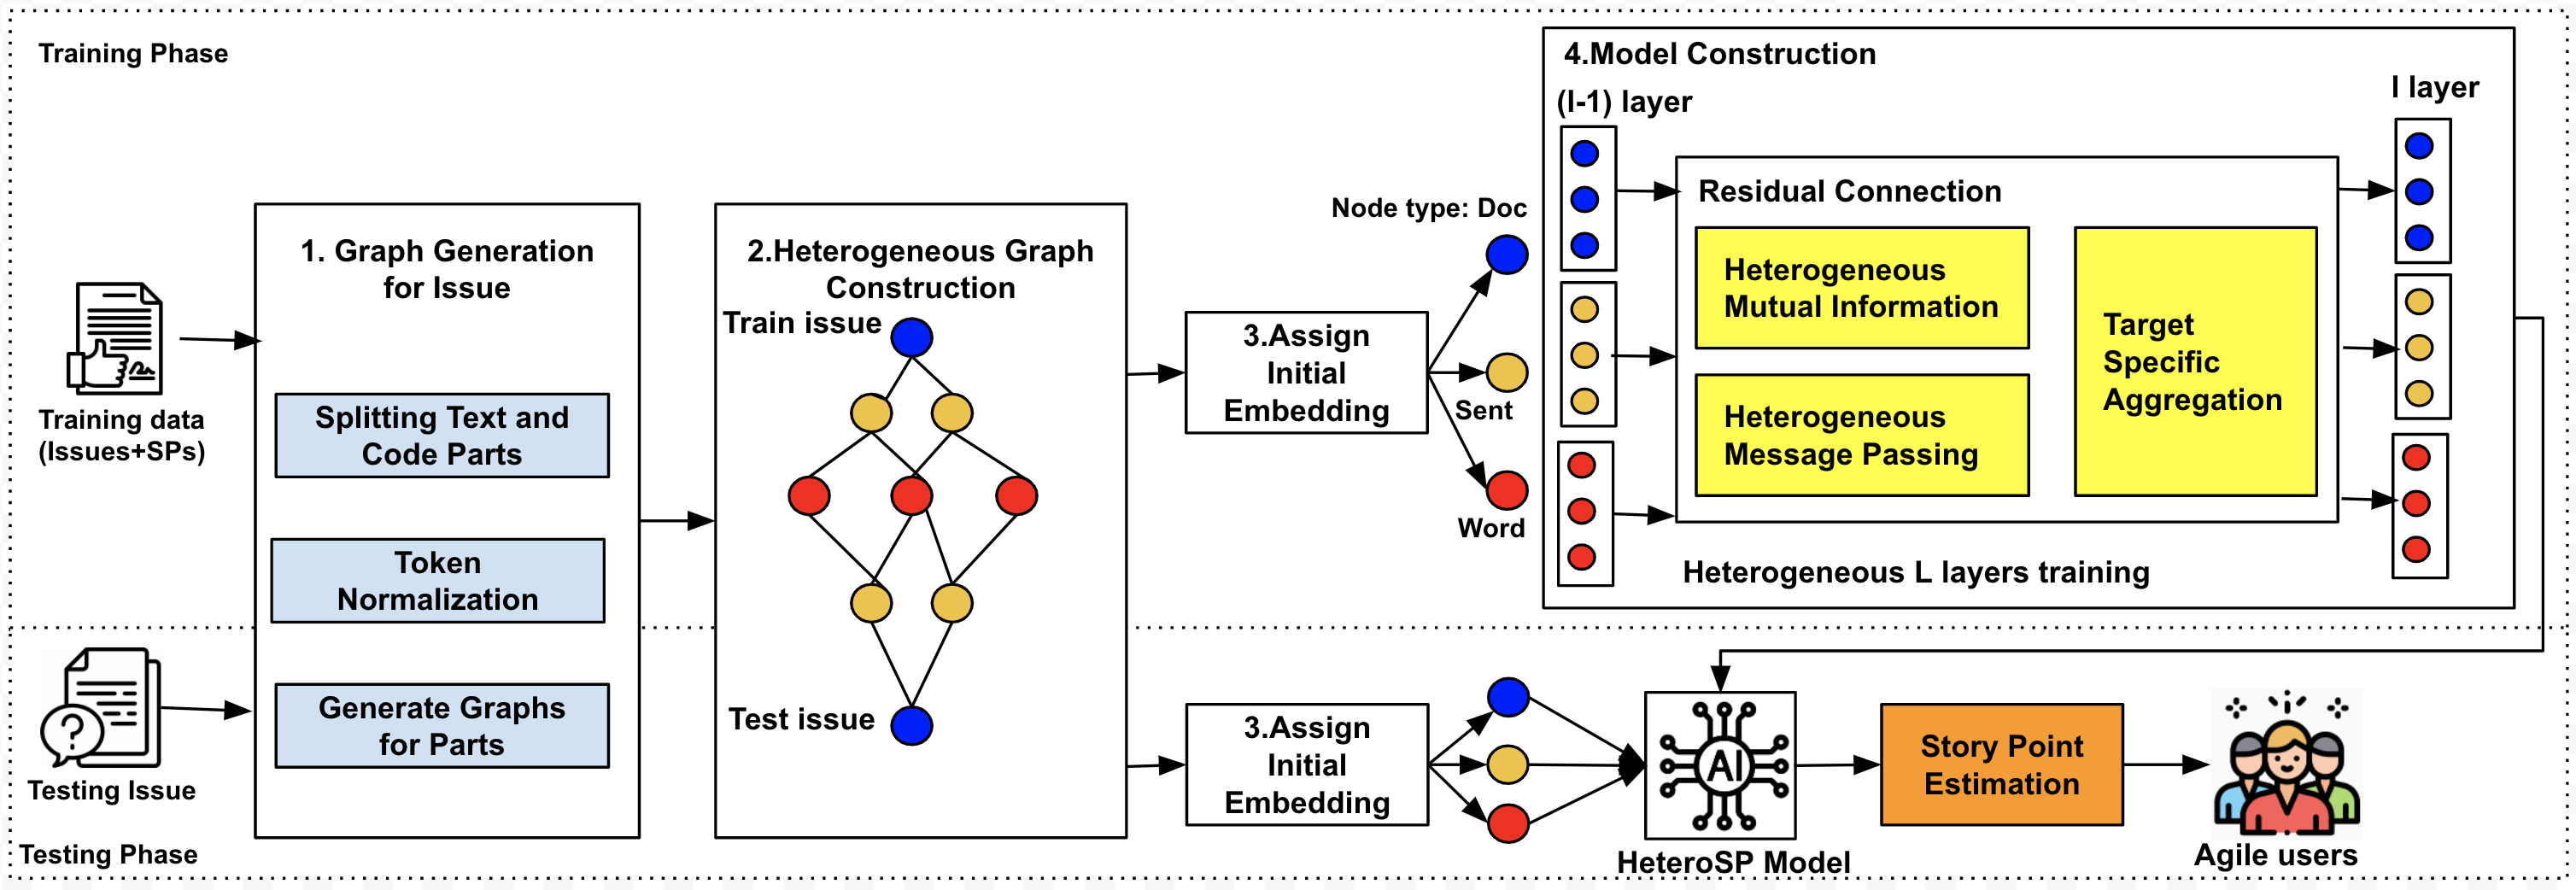 Training Phase
Training data
(Issues+SPs)
1. Graph Generation
for Issue
Splitting Text and
Code Parts
Token
Normalization
Generate Graphs
for Parts
2.Heterogeneous Graph
Construction
Train issue
Test issue
3.Assign
Initial
Embedding
Node type: Doc
Sent
Word
4.Model Construction
(l-1) layer
l layer
Residual Connection
Heterogeneous
Mutual Information
Heterogeneous
Message Passing
Target
Specific
Aggregation
Heterogeneous L layers training
?
Testing Issue
Testing Phase
3.Assign
Initial
Embedding
AI
HeteroSP Model
Story Point
Estimation
Agile users